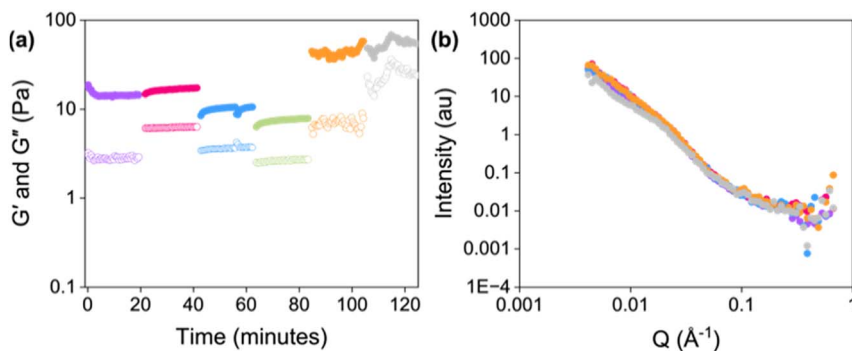 (a)
G′ and G″ (Pa)
100
10
1
0.1
0 20 40 60 80 100 120
Time (minutes)
(b)
Intensity (au)
1000
100
10
1
0.1
0.01
0.001
1E−4
0.001 0.01 0.1 1
Q (Å⁻¹)